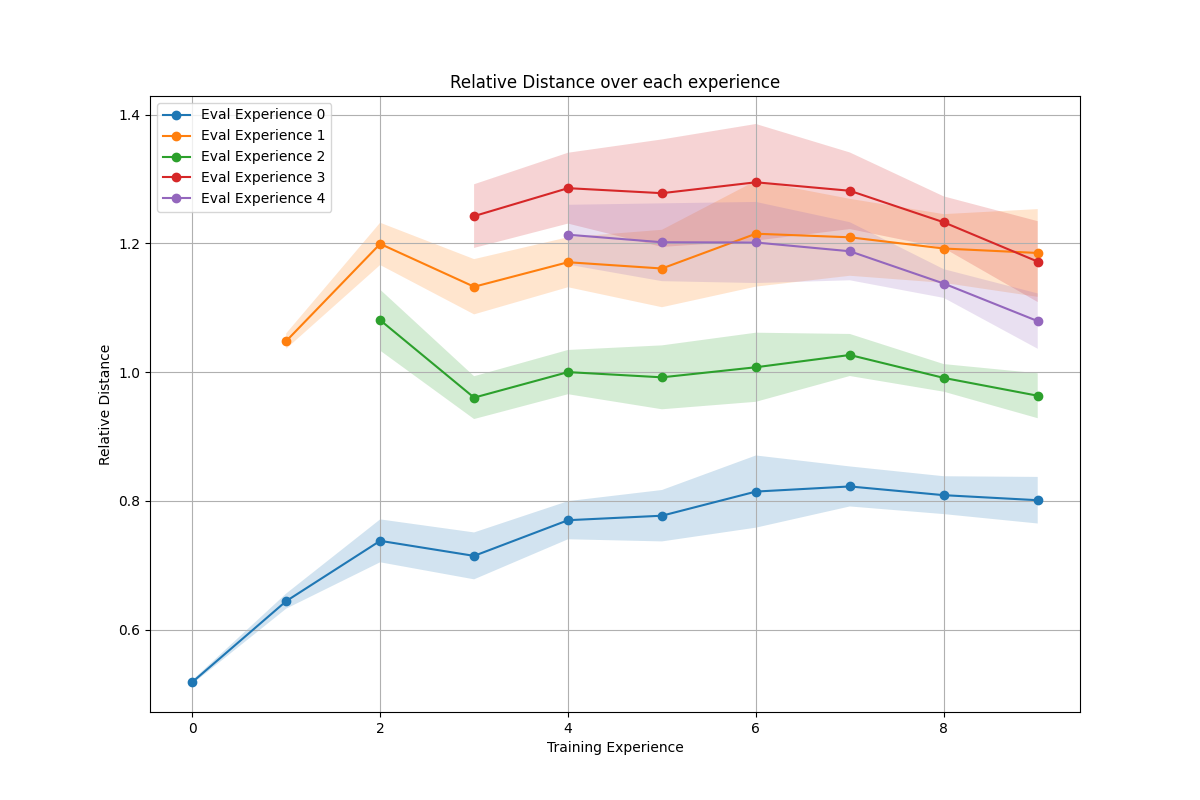 Relative Distance over each experience
Eval Experience 0
Eval Experience 1
Eval Experience 2
Eval Experience 3
Eval Experience 4
1.4
1.2
1.0
0.8
0.6
Relative Distance
0 2 4 6 8
Training Experience